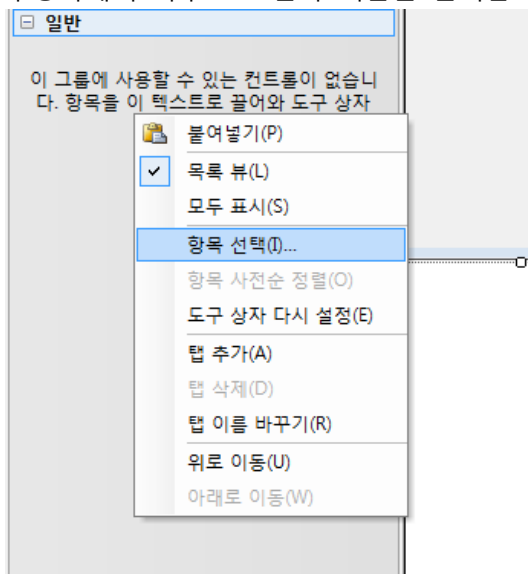 일반
이 그룹에 사용할 수 있는 컨트롤이 없습니
다. 항목을 이 텍스트로 끌어와 도구 상자
붙여넣기(P)
목록 뷰(L)
모두 표시(S)
항목 선택(I)...
항목 사전순 정렬(O)
도구 상자 다시 설정(E)
탭 추가(A)
탭 삭제(D)
탭 이름 바꾸기(R)
위로 이동(U)
아래로 이동(W)